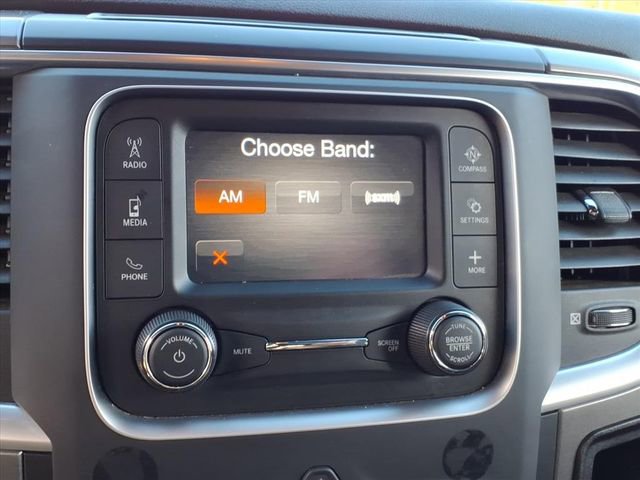 Choose Band:
AM FM ((SXM))
RADIO
MEDIA
PHONE
COMPASS
SETTINGS
MORE
VOLUME
MUTE
SCREEN OFF
TUNE
BROWSE
ENTER
SCROLL